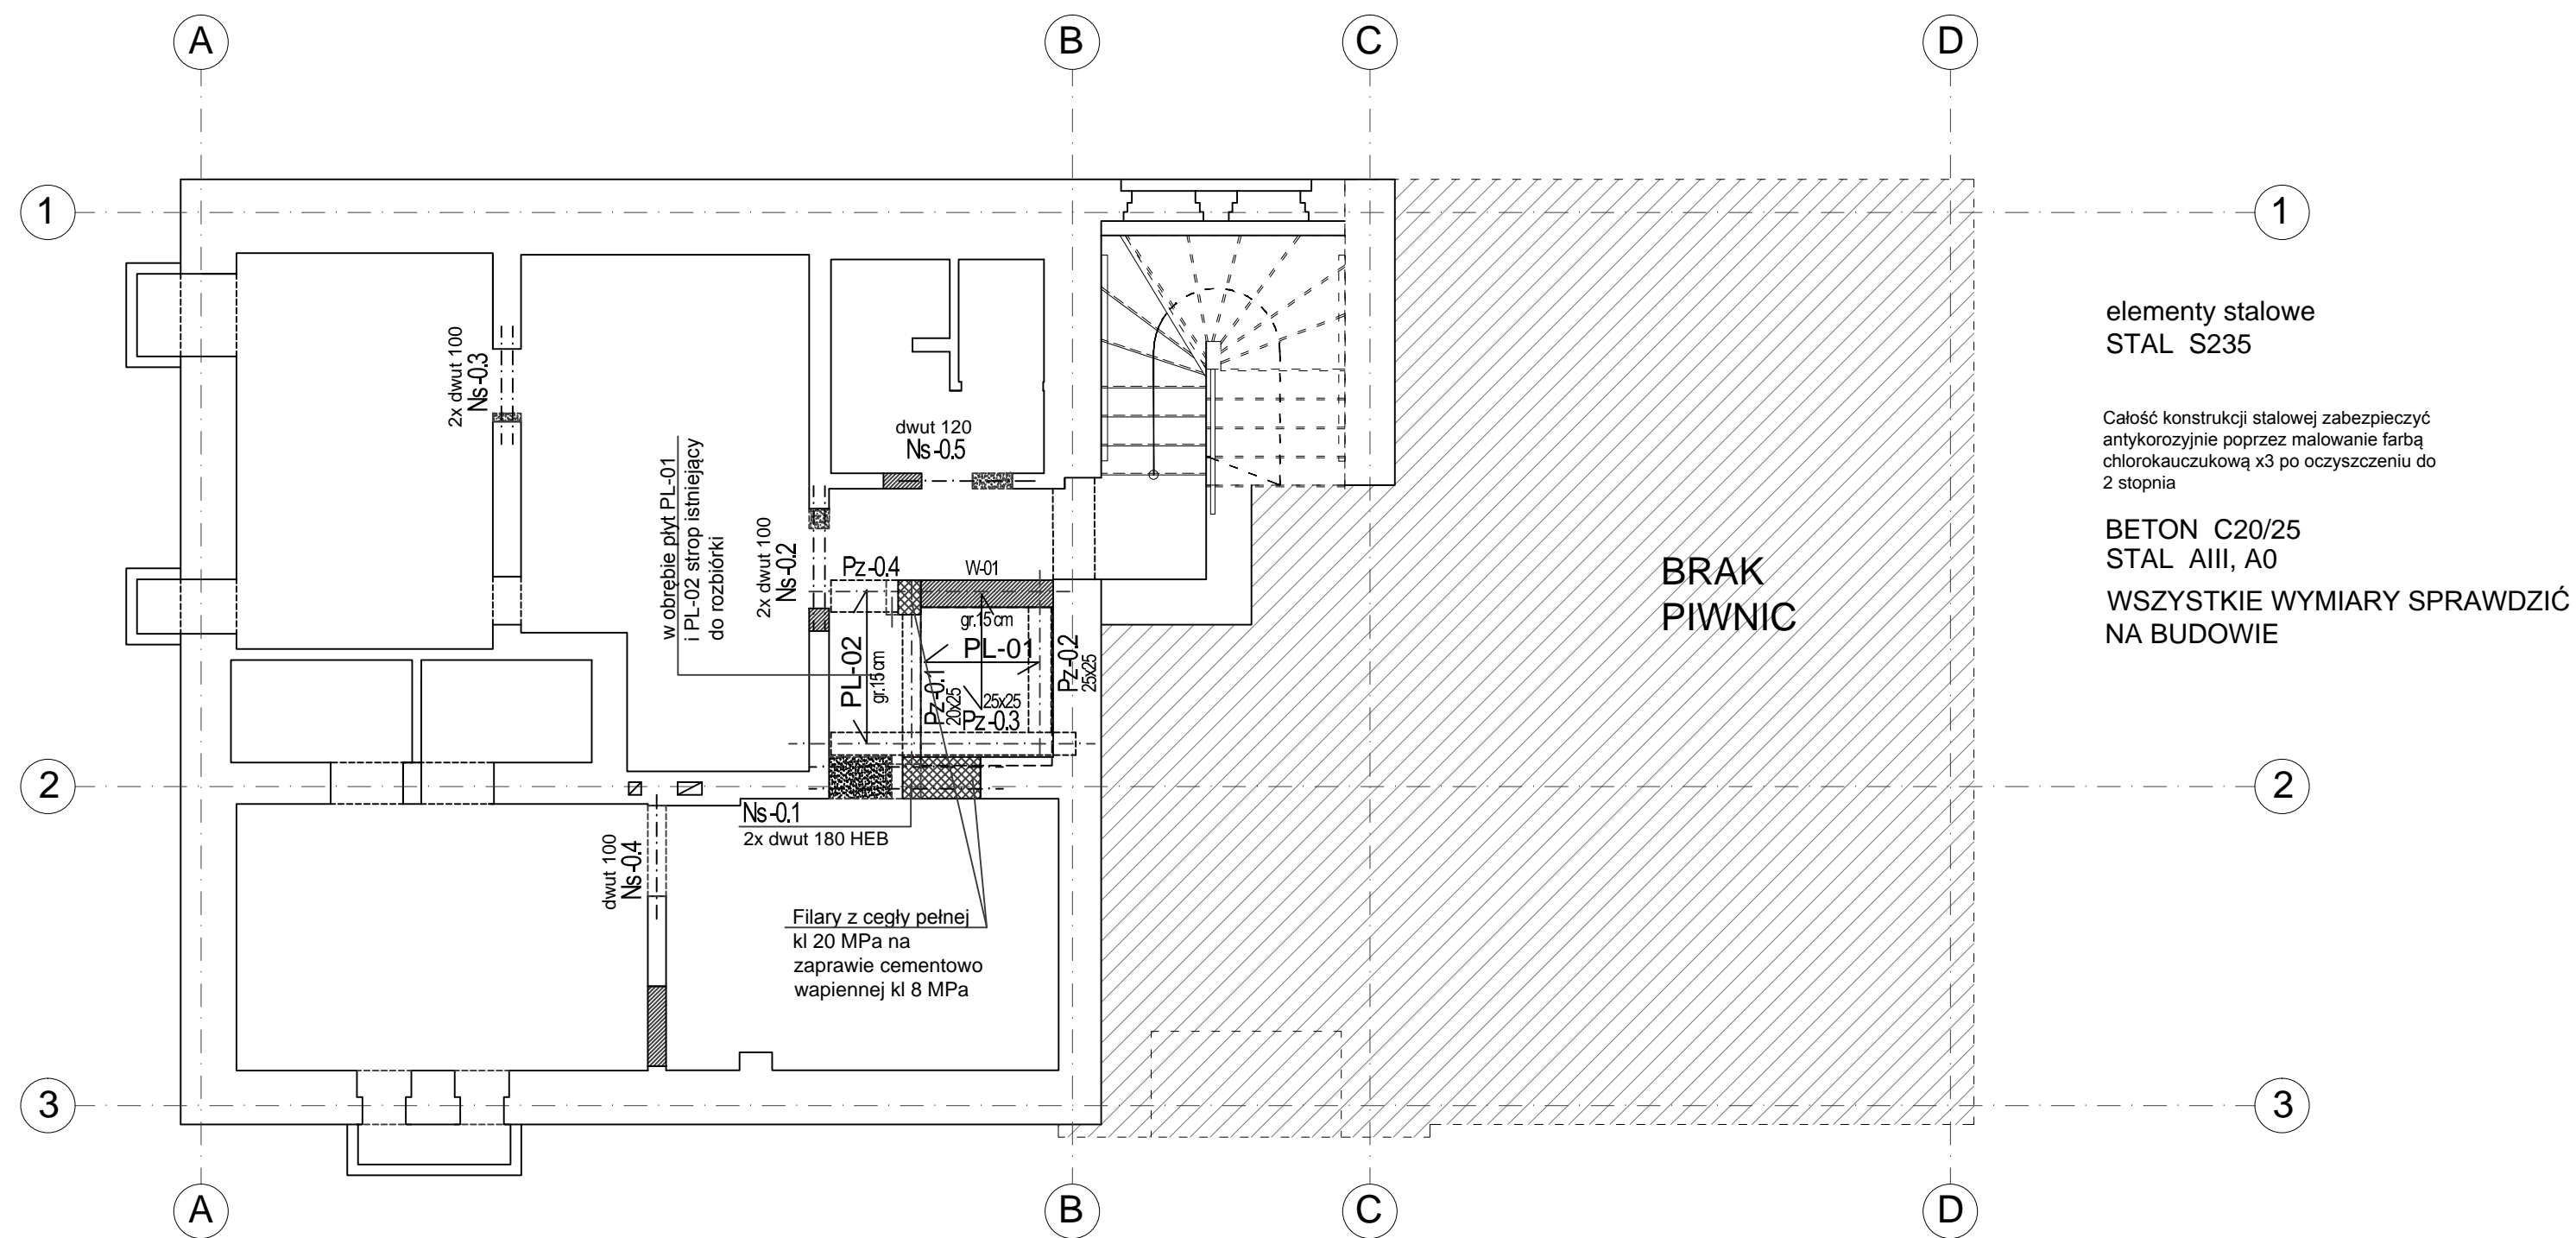 A
B
C
D
1
1
elementy stalowe
STAL S235
2x dwut 100
Ns-0.3
Całość konstrukcji stalowej zabezpieczyć
antykorozyjnie poprzez malowanie farbą
chlorokauczukową x3 po oczyszczeniu do
2 stopnia
dwut 120
Ns-0.5
w obrębie płyt PL-01
i PL-02 strop istniejący
do rozbiórki
2x dwut 100
Ns-0.2
BETON C20/25
STAL AIII, A0
WSZYSTKIE WYMIARY SPRAWDZIĆ
NA BUDOWIE
BRAK
PIWNIC
Pz-0.4
W-01
gr.15cm
PL-01
PL-02
gr.15cm
Pz-0.1
20x25
Pz-0.2
25x25
25x25
Pz-0.3
2
2
Ns-0.1
2x dwut 180 HEB
dwut 100
Ns-0.4
Filary z cegły pełnej
kl 20 MPa na
zaprawie cementowo
wapiennej kl 8 MPa
3
3
A
B
C
D